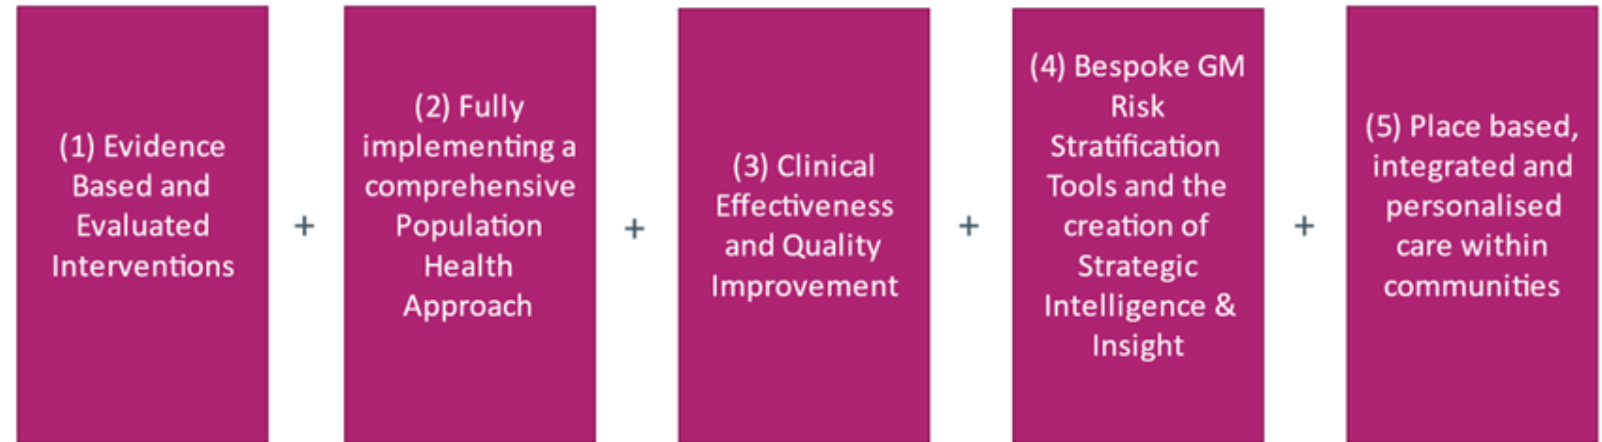 (1) Evidence
Based and
Evaluated
Interventions
+
(2) Fully
implementing a
comprehensive
Population
Health
Approach
+
(3) Clinical
Effectiveness
and Quality
Improvement
+
(4) Bespoke GM
Risk
Stratification
Tools and the
creation of
Strategic
Intelligence &
Insight
+
(5) Place based,
integrated and
personalised
care within
communities